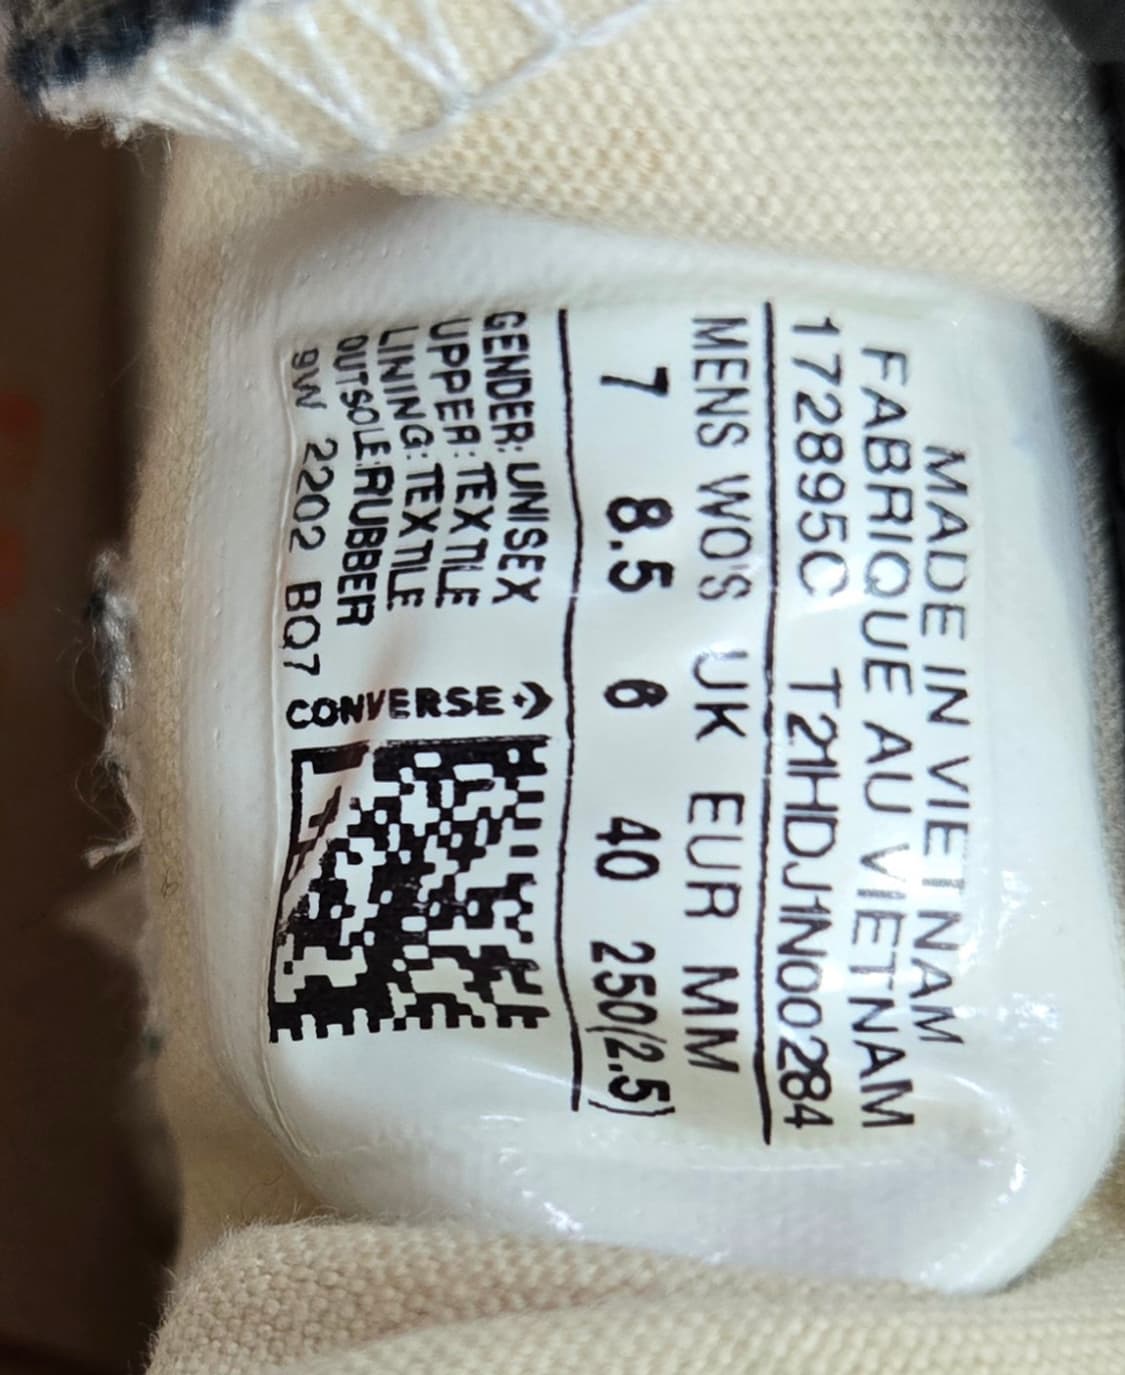 MADE IN VIETNAM
FABRIQUE AU VIETNAM
172895C T21HDJ1N00284
MENS WO'S UK EUR MM
7 8.5 6 40 250(2.5)
GENDER: UNISEX
UPPER: TEXTILE
LINING: TEXTILE
OUTSOLE:RUBBER
9W 2202 BQ7
CONVERSE